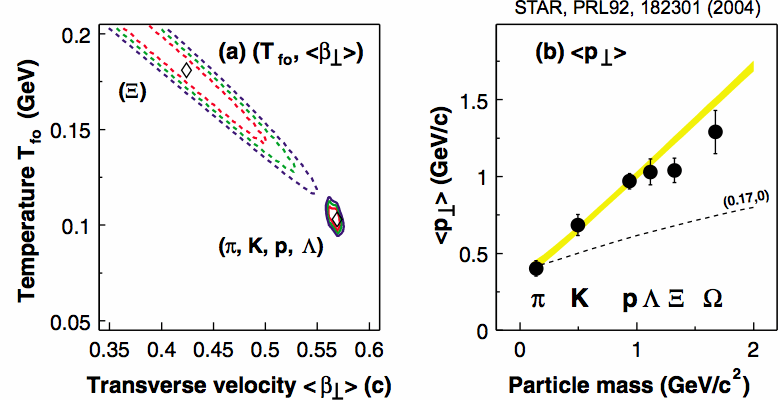 STAR, PRL92, 182301 (2004)
(a) (T_fo, <β⊥>)
(Ξ)
(π, K, p, Λ)
0.2
0.15
0.1
0.05
Temperature T_fo (GeV)
0.35 0.4 0.45 0.5 0.55 0.6
Transverse velocity <β⊥> (c)
(b) <p⊥>
(0.17,0)
π K p Λ Ξ Ω
1.5
1
0.5
0
<p⊥> (GeV/c)
0 1 2
Particle mass (GeV/c²)